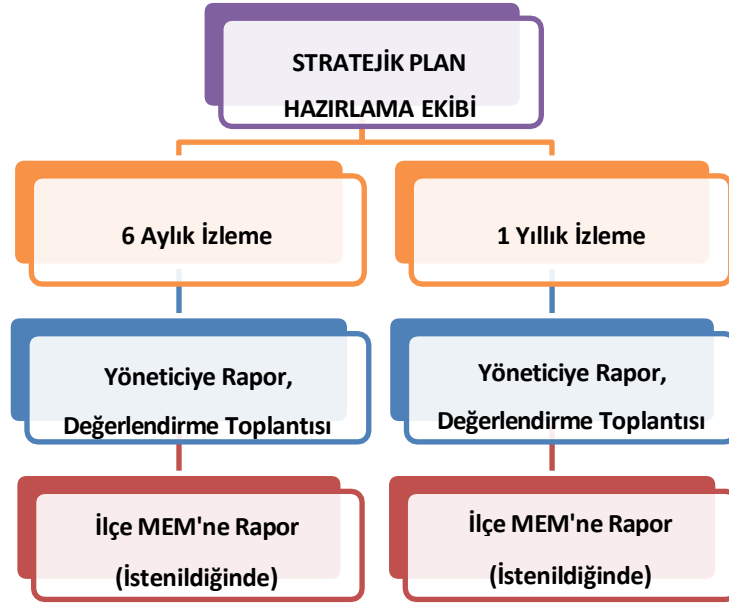 STRATEJİK PLAN
HAZIRLAMA EKİBİ
6 Aylık İzleme
1 Yıllık İzleme
Yöneticiye Rapor,
Değerlendirme Toplantısı
Yöneticiye Rapor,
Değerlendirme Toplantısı
İlçe MEM'ne Rapor
(İstenildiğinde)
İlçe MEM'ne Rapor
(İstenildiğinde)